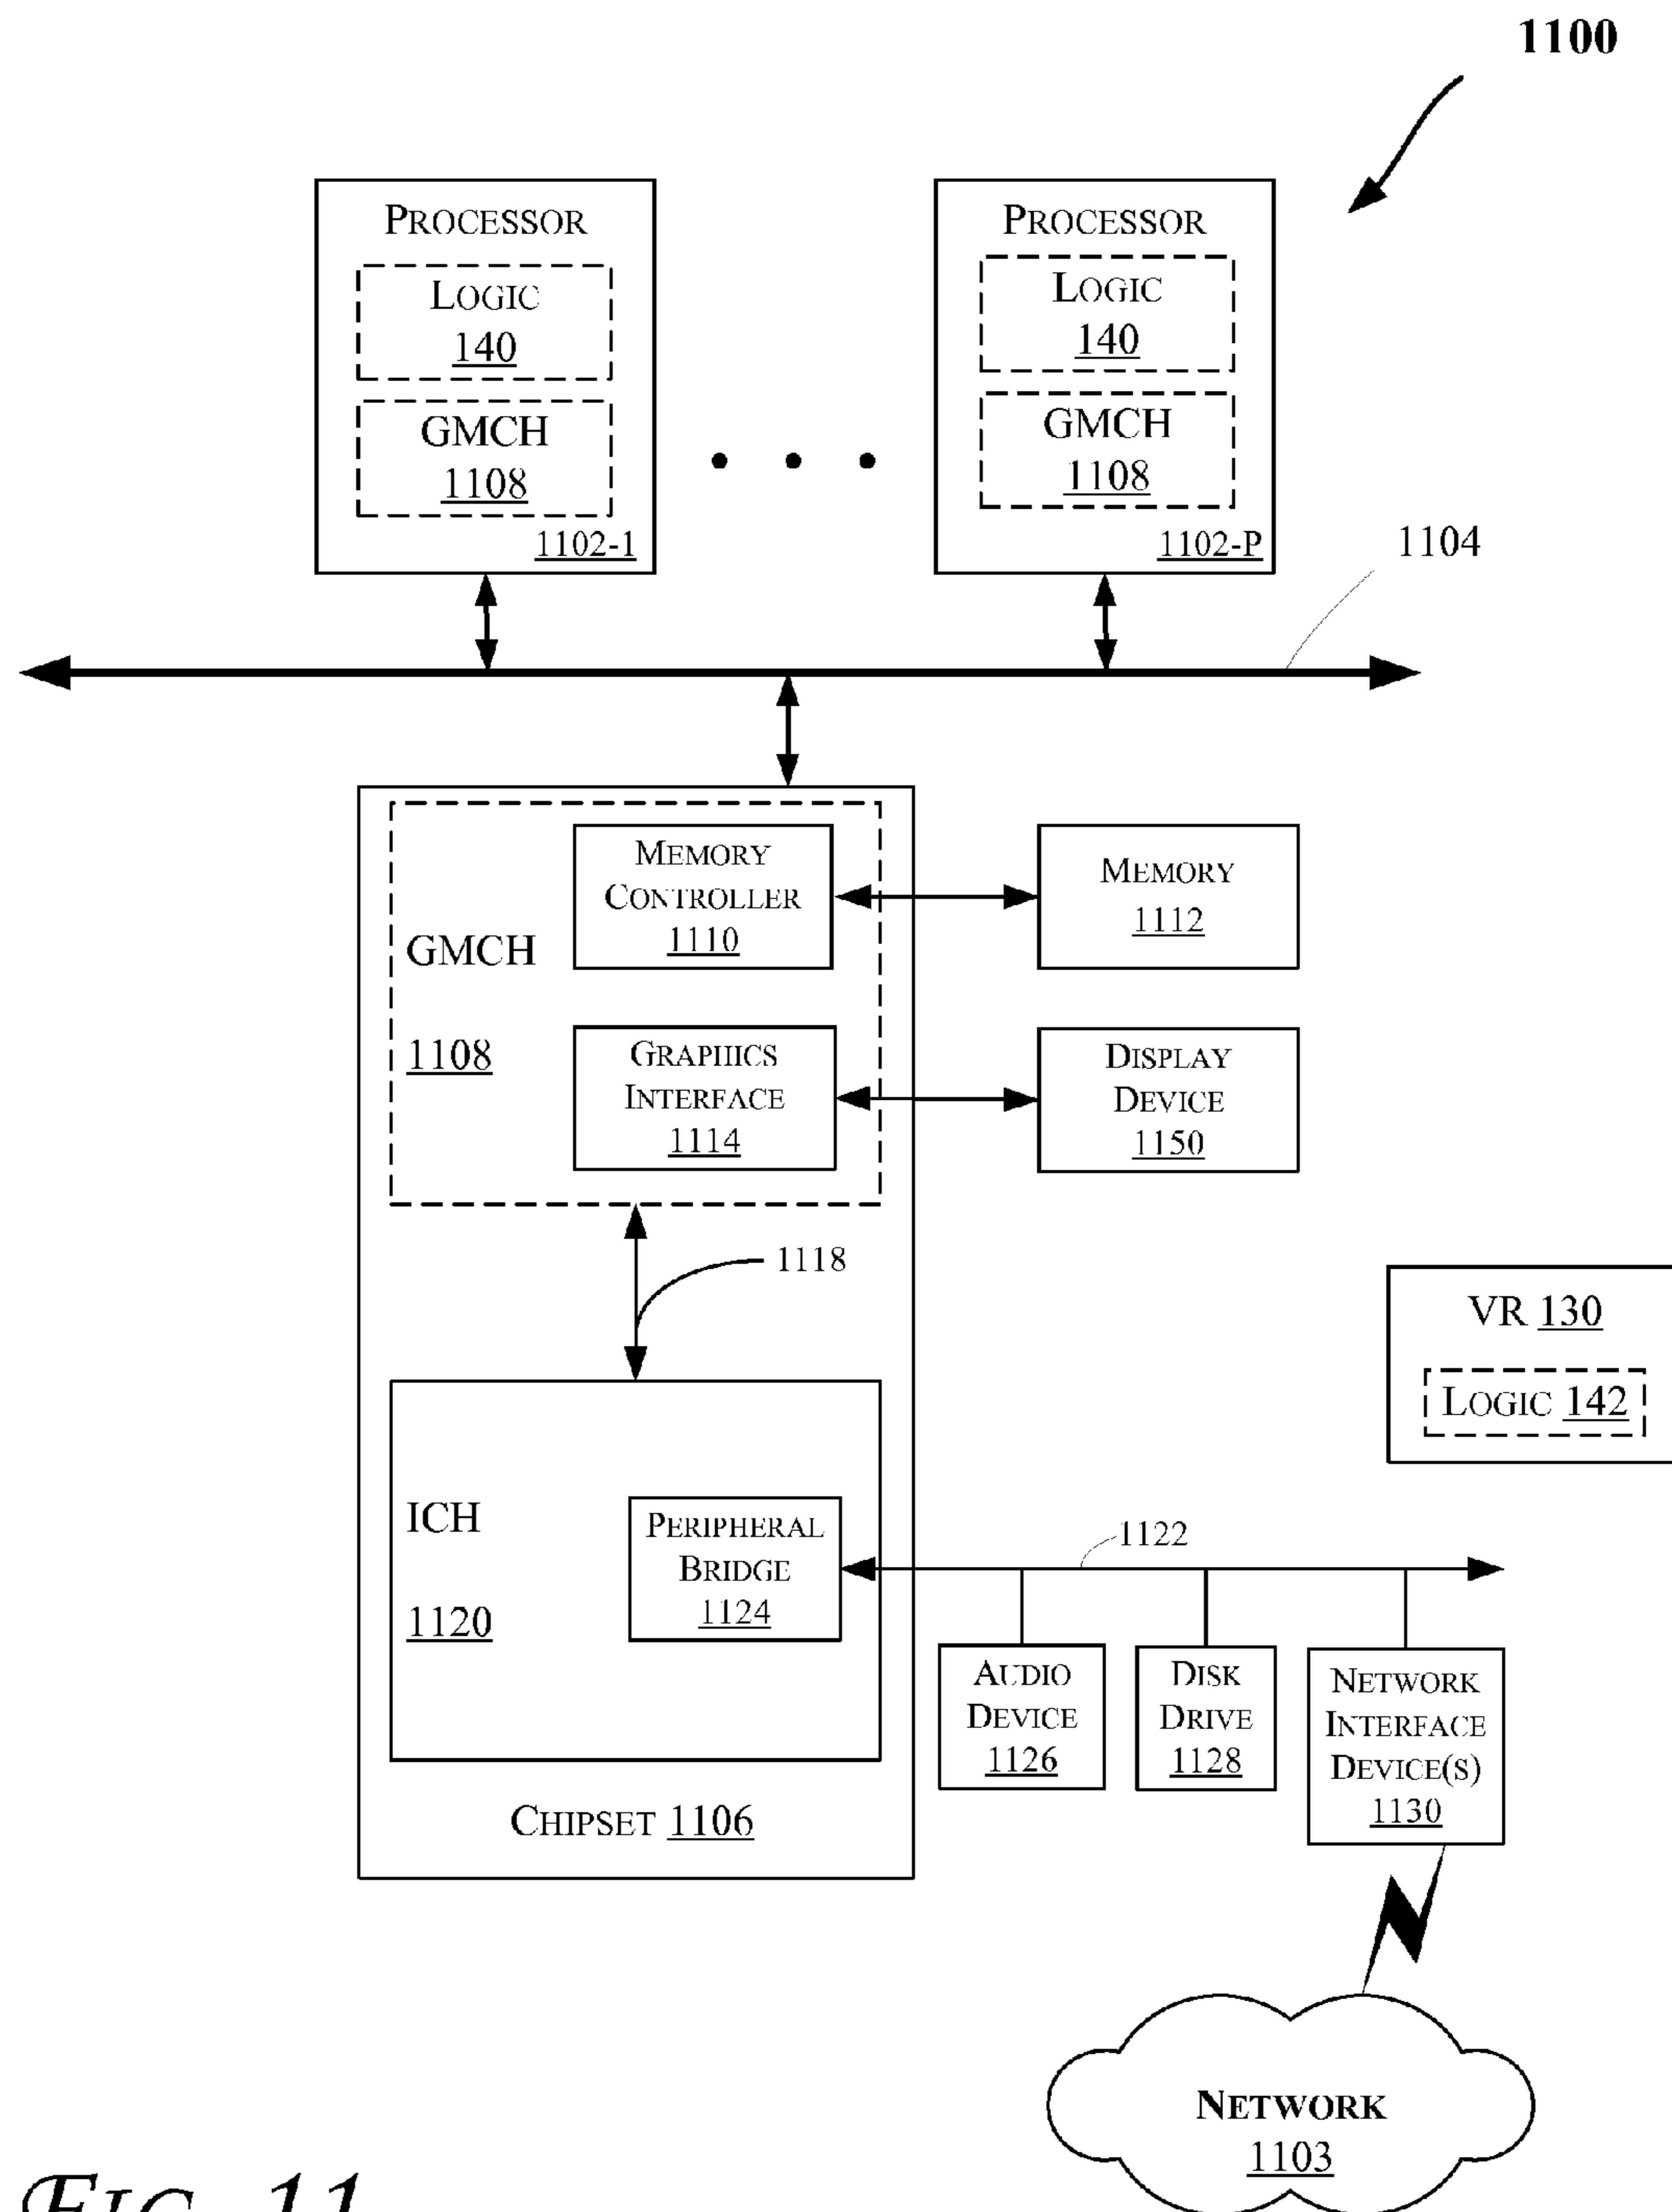 1100
PROCESSOR
LOGIC
140
GMCH
1108
1102-1
PROCESSOR
LOGIC
140
GMCH
1108
1102-P
1104
GMCH
1108
MEMORY
CONTROLLER
1110
MEMORY
1112
GRAPHICS
INTERFACE
1114
DISPLAY
DEVICE
1150
1118
VR 130
LOGIC 142
ICH
1120
PERIPHERAL
BRIDGE
1124
1122
AUDIO
DEVICE
1126
DISK
DRIVE
1128
NETWORK
INTERFACE
DEVICE(S)
1130
CHIPSET 1106
NETWORK
1103
FIG. 11